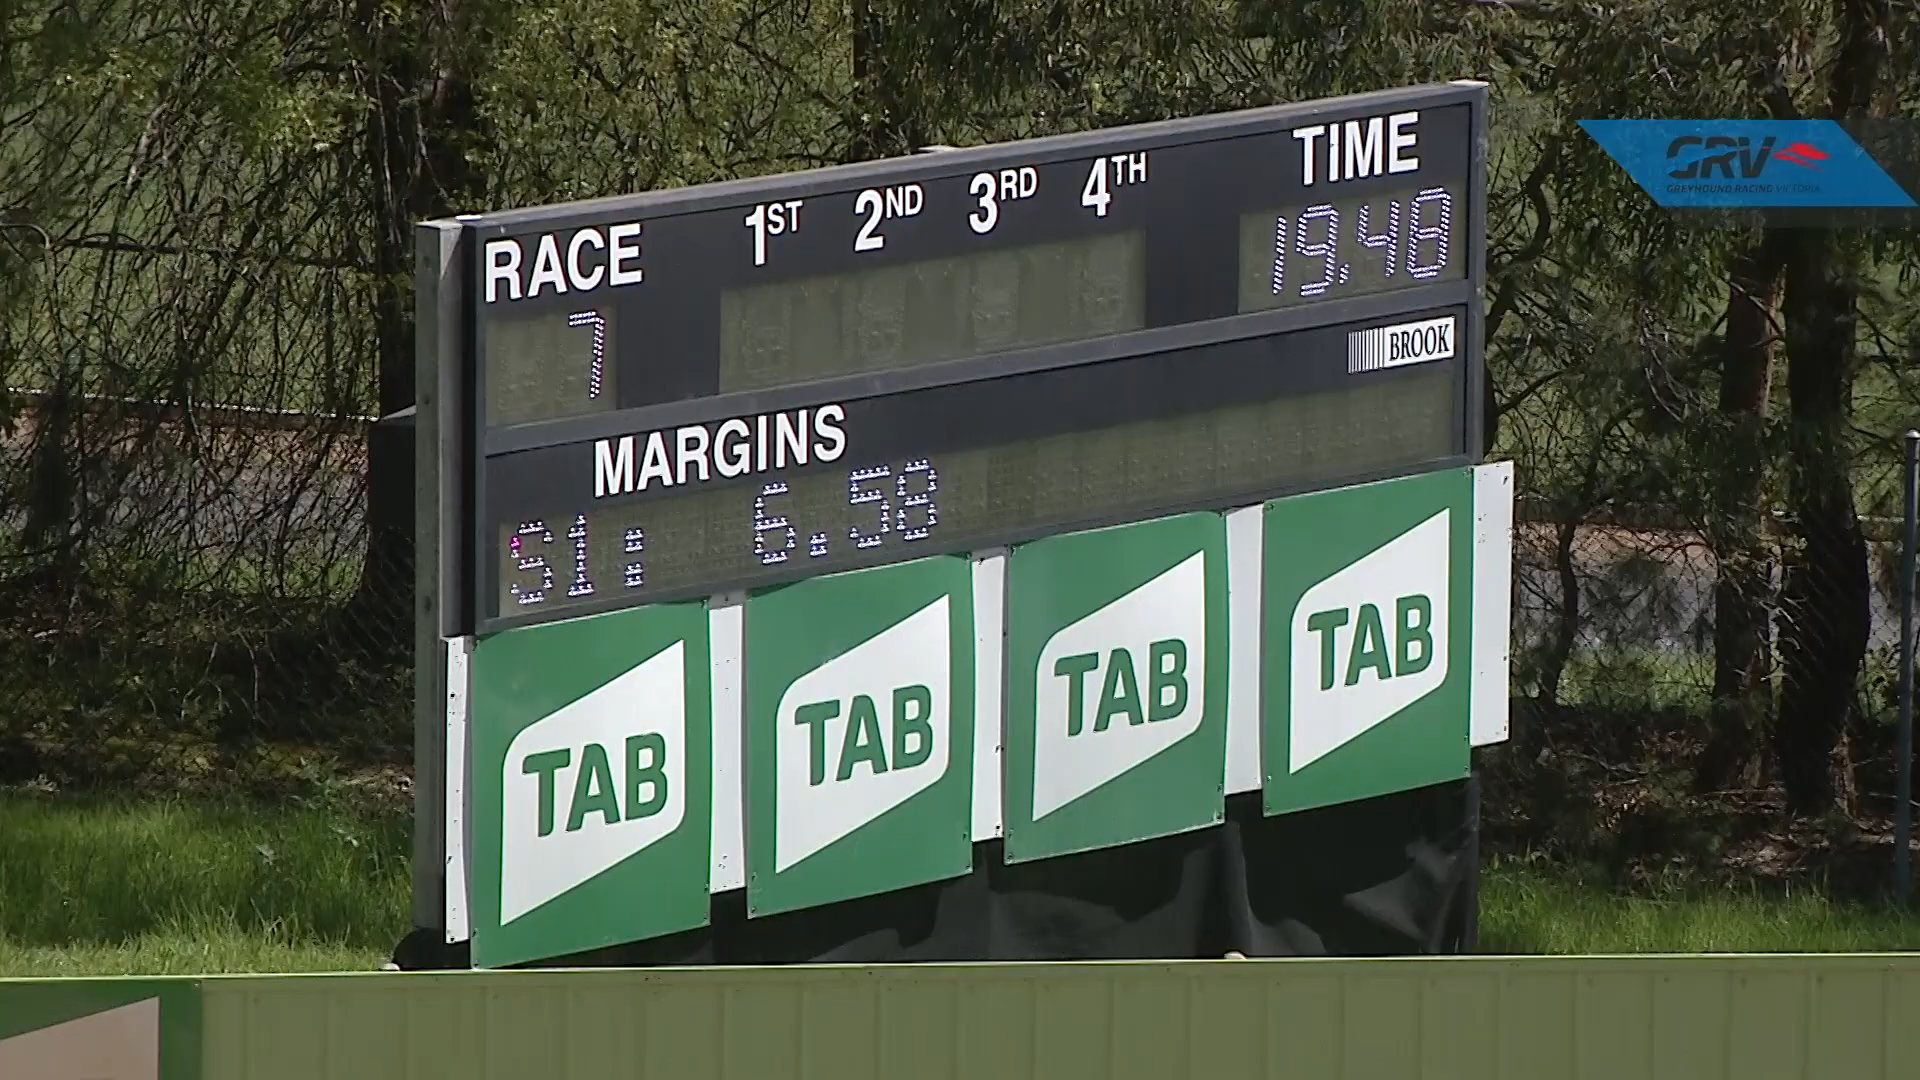 GRV
GREYHOUND RACING VICTORIA
RACE 1ST 2ND 3RD 4TH TIME
7 19.48
BROOK
MARGINS
S1: 6.58
TAB TAB TAB TAB